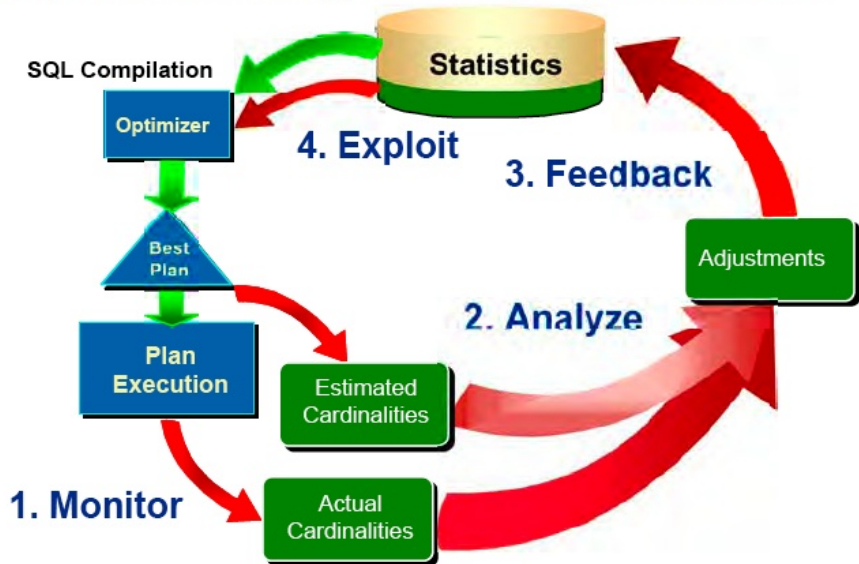 Statistics
SQL Compilation
Optimizer
4. Exploit
3. Feedback
Best
Plan
Adjustments
2. Analyze
Plan
Execution
Estimated
Cardinalities
1. Monitor
Actual
Cardinalities